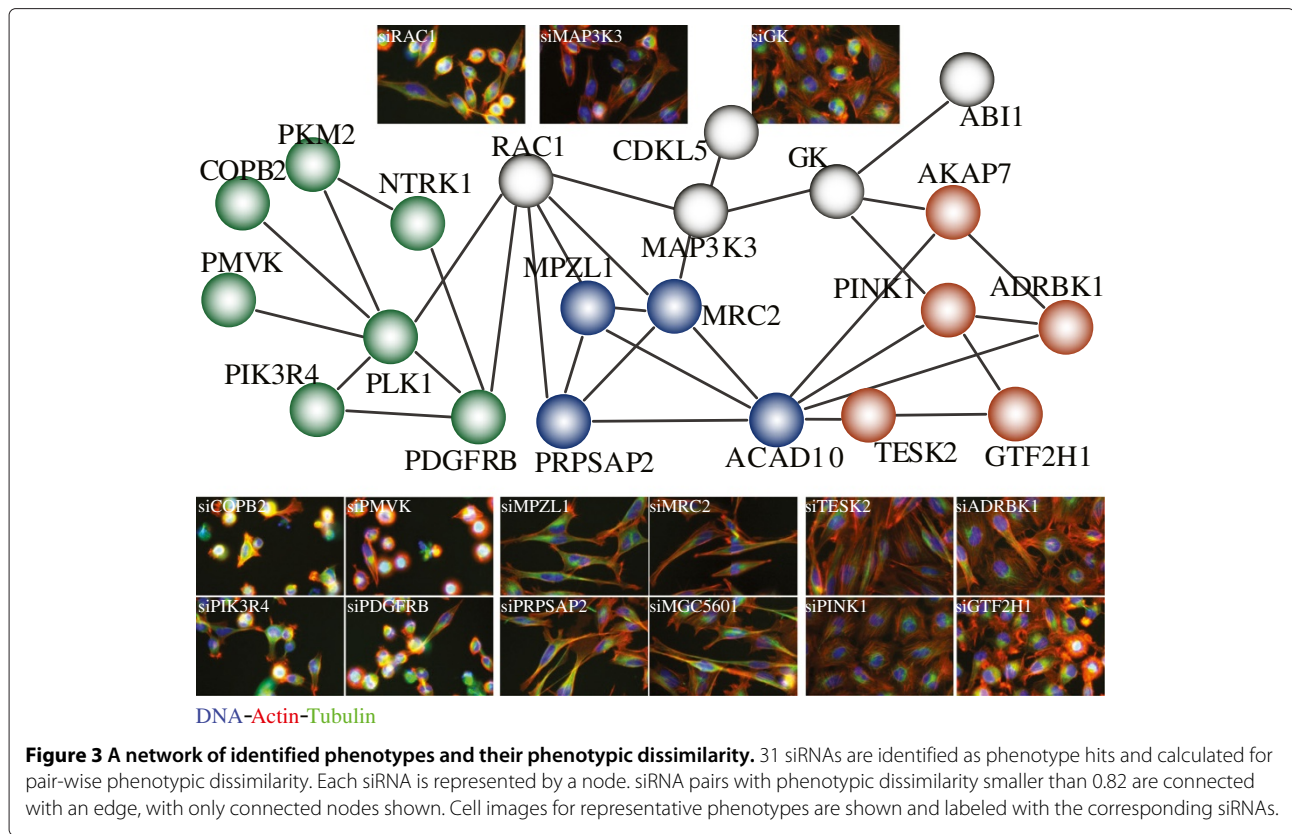 siRAC1 siMAP3K3 siGK
ABI1
PKM2 RAC1 CDKL5 GK
COPB2 NTRK1 AKAP7
MAP3K3
PMVK MPZL1 PINK1 ADRBK1
MRC2
PIK3R4 PLK1
PDGFRB PRPSAP2 ACAD10 TESK2 GTF2H1
siCOPB2 siPMVK siMPZL1 siMRC2 siTESK2 siADRBK1
siPIK3R4 siPDGFRB siPRPSAP2 siMGC5601 siPINK1 siGTF2H1
DNA-Actin-Tubulin
Figure 3 A network of identified phenotypes and their phenotypic dissimilarity. 31 siRNAs are identified as phenotype hits and calculated for
pair-wise phenotypic dissimilarity. Each siRNA is represented by a node. siRNA pairs with phenotypic dissimilarity smaller than 0.82 are connected
with an edge, with only connected nodes shown. Cell images for representative phenotypes are shown and labeled with the corresponding siRNAs.